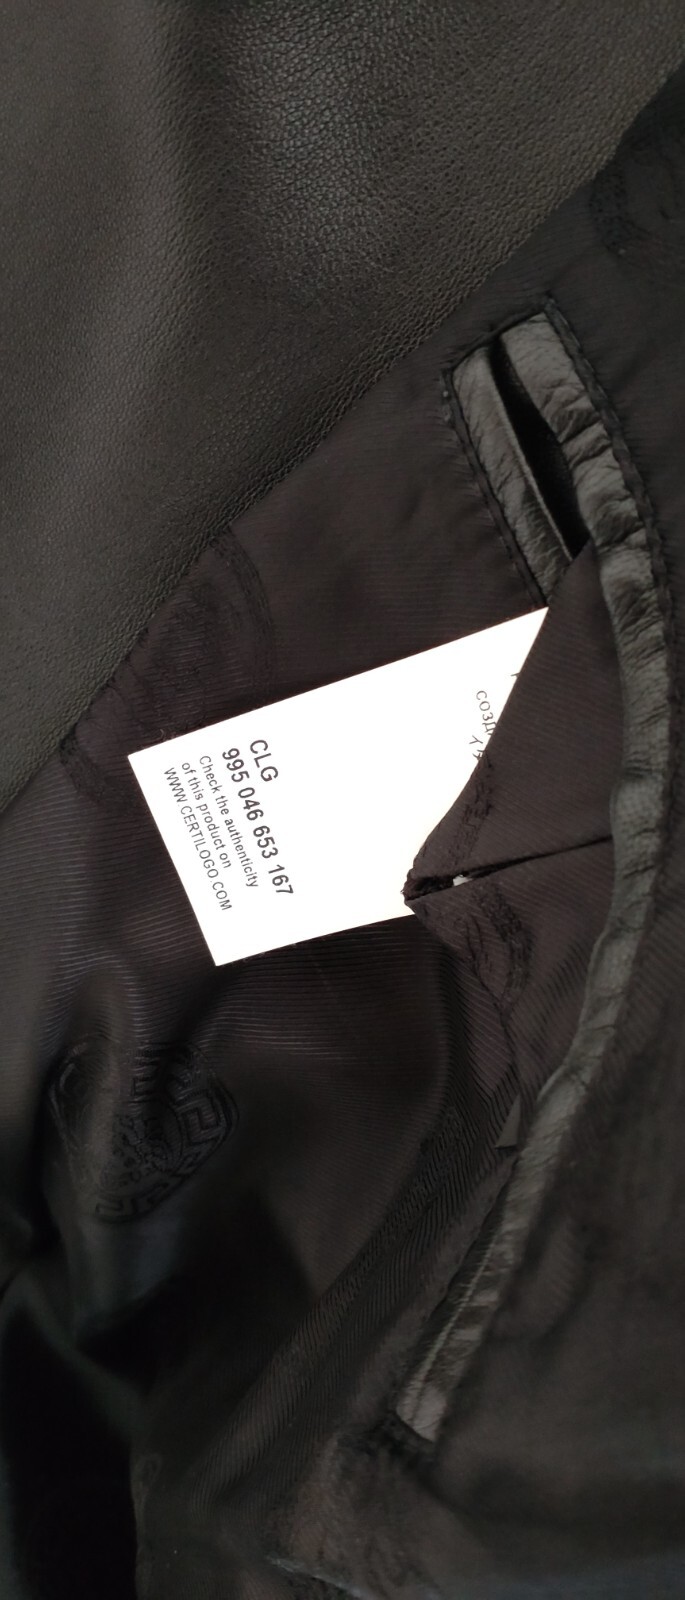 CLG
995 046 653 167
Check the authenticity
of this product on
WWW.CERTILOGO.COM